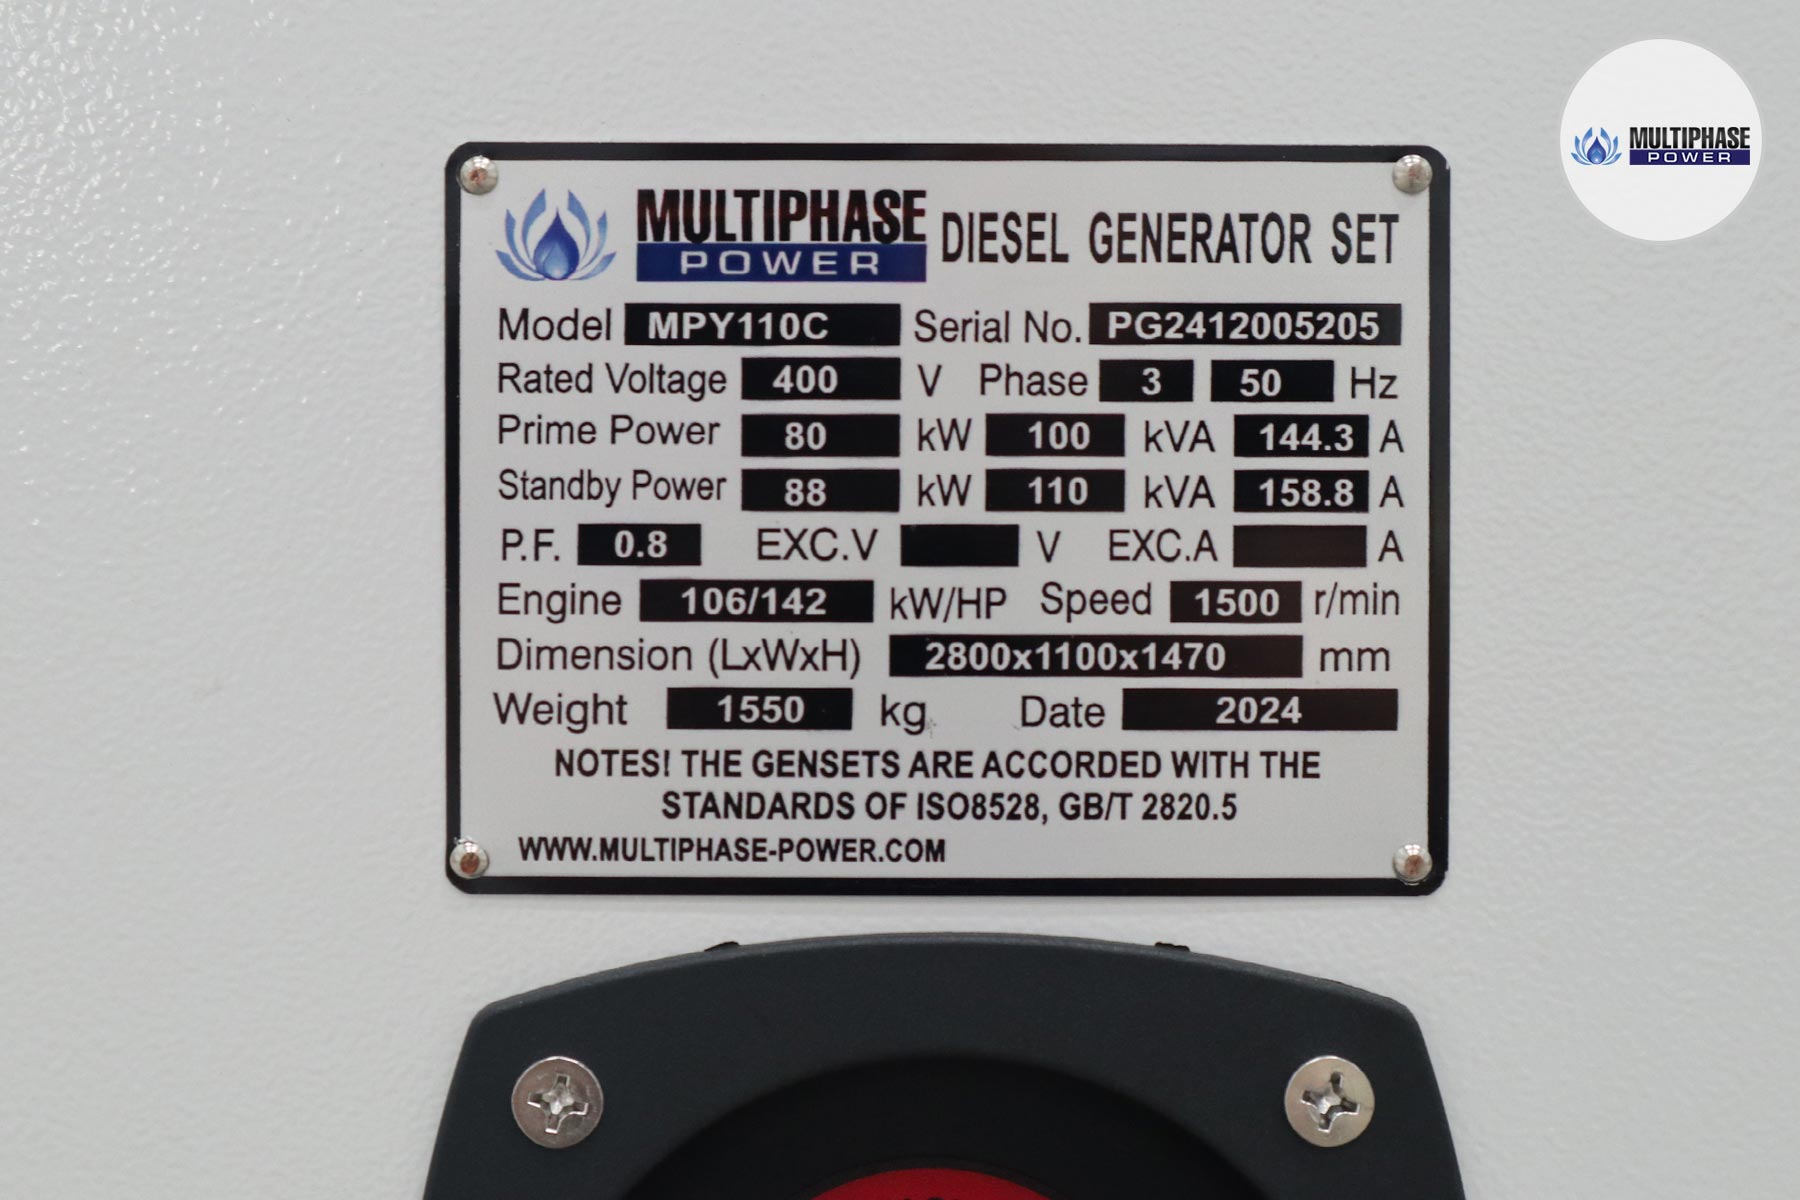 MULTIPHASE
POWER
MULTIPHASE POWER DIESEL GENERATOR SET
Model MPY110C Serial No. PG2412005205
Rated Voltage 400 V Phase 3 50 Hz
Prime Power 80 kW 100 kVA 144.3 A
Standby Power 88 kW 110 kVA 158.8 A
P.F. 0.8 EXC.V V EXC.A A
Engine 106/142 kW/HP Speed 1500 r/min
Dimension (LxWxH) 2800x1100x1470 mm
Weight 1550 kg Date 2024
NOTES! THE GENSETS ARE ACCORDED WITH THE
STANDARDS OF ISO8528, GB/T 2820.5
WWW.MULTIPHASE-POWER.COM